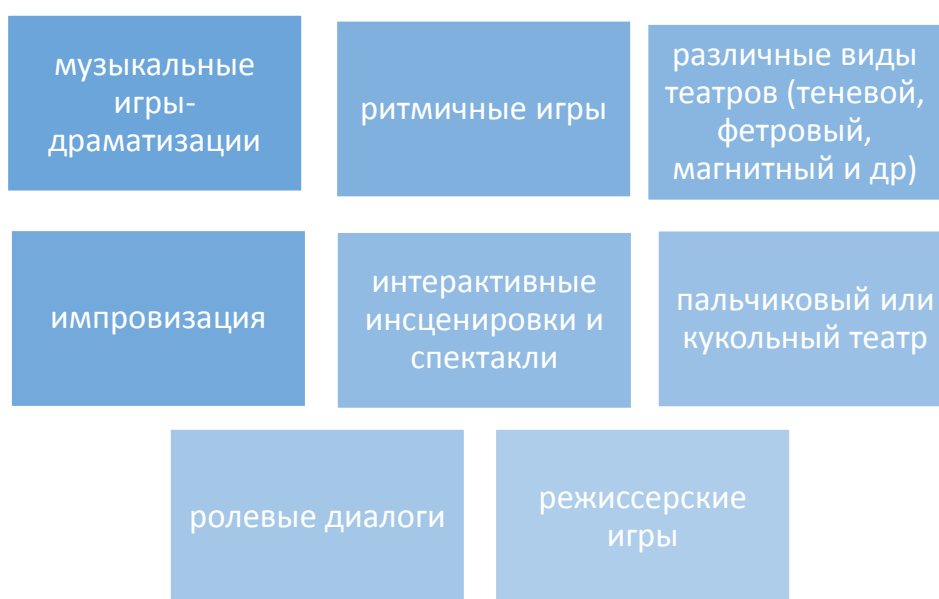 музыкальные
игры-
драматизации
ритмичные игры
различные виды
театров (теневой,
фетровый,
магнитный и др)
импровизация
интерактивные
инсценировки и
спектакли
пальчиковый или
кукольный театр
ролевые диалоги
режиссерские
игры